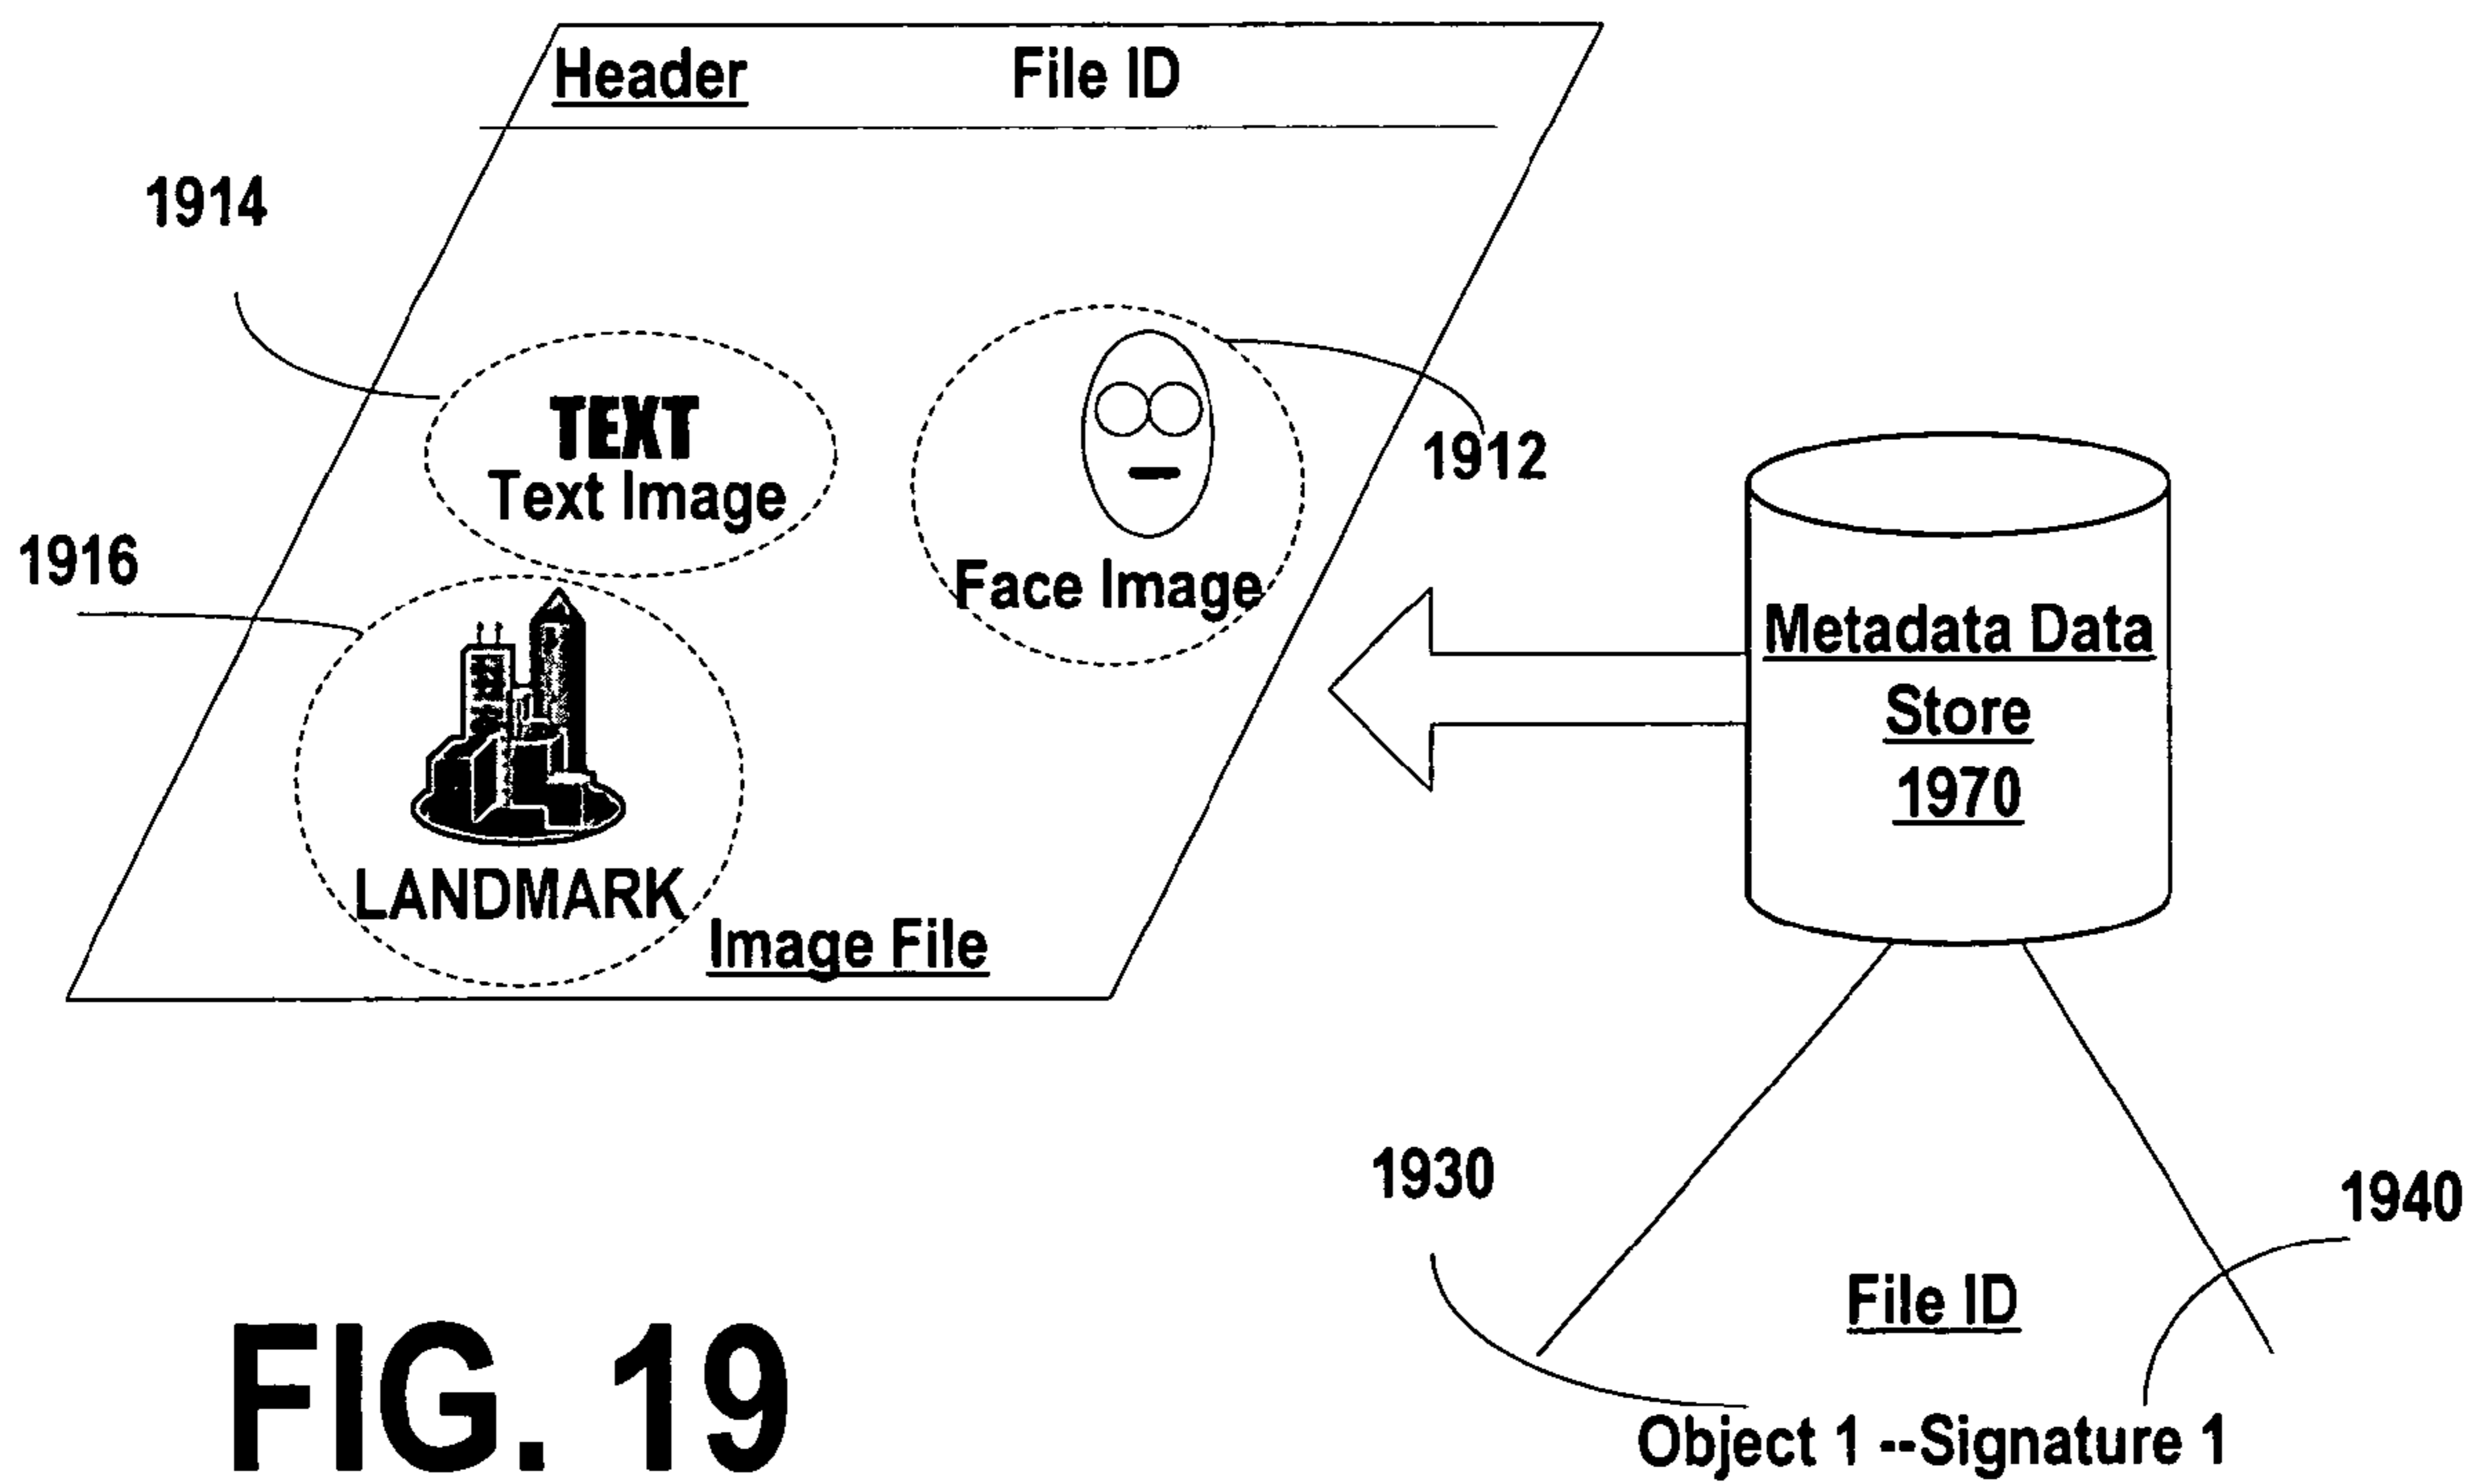 Header File ID
1914
TEXT
Text Image
1912
1916
Face Image
Metadata Data
Store
1970
LANDMARK
Image File
1930
1940
File ID
Object 1 --Signature 1
FIG. 19